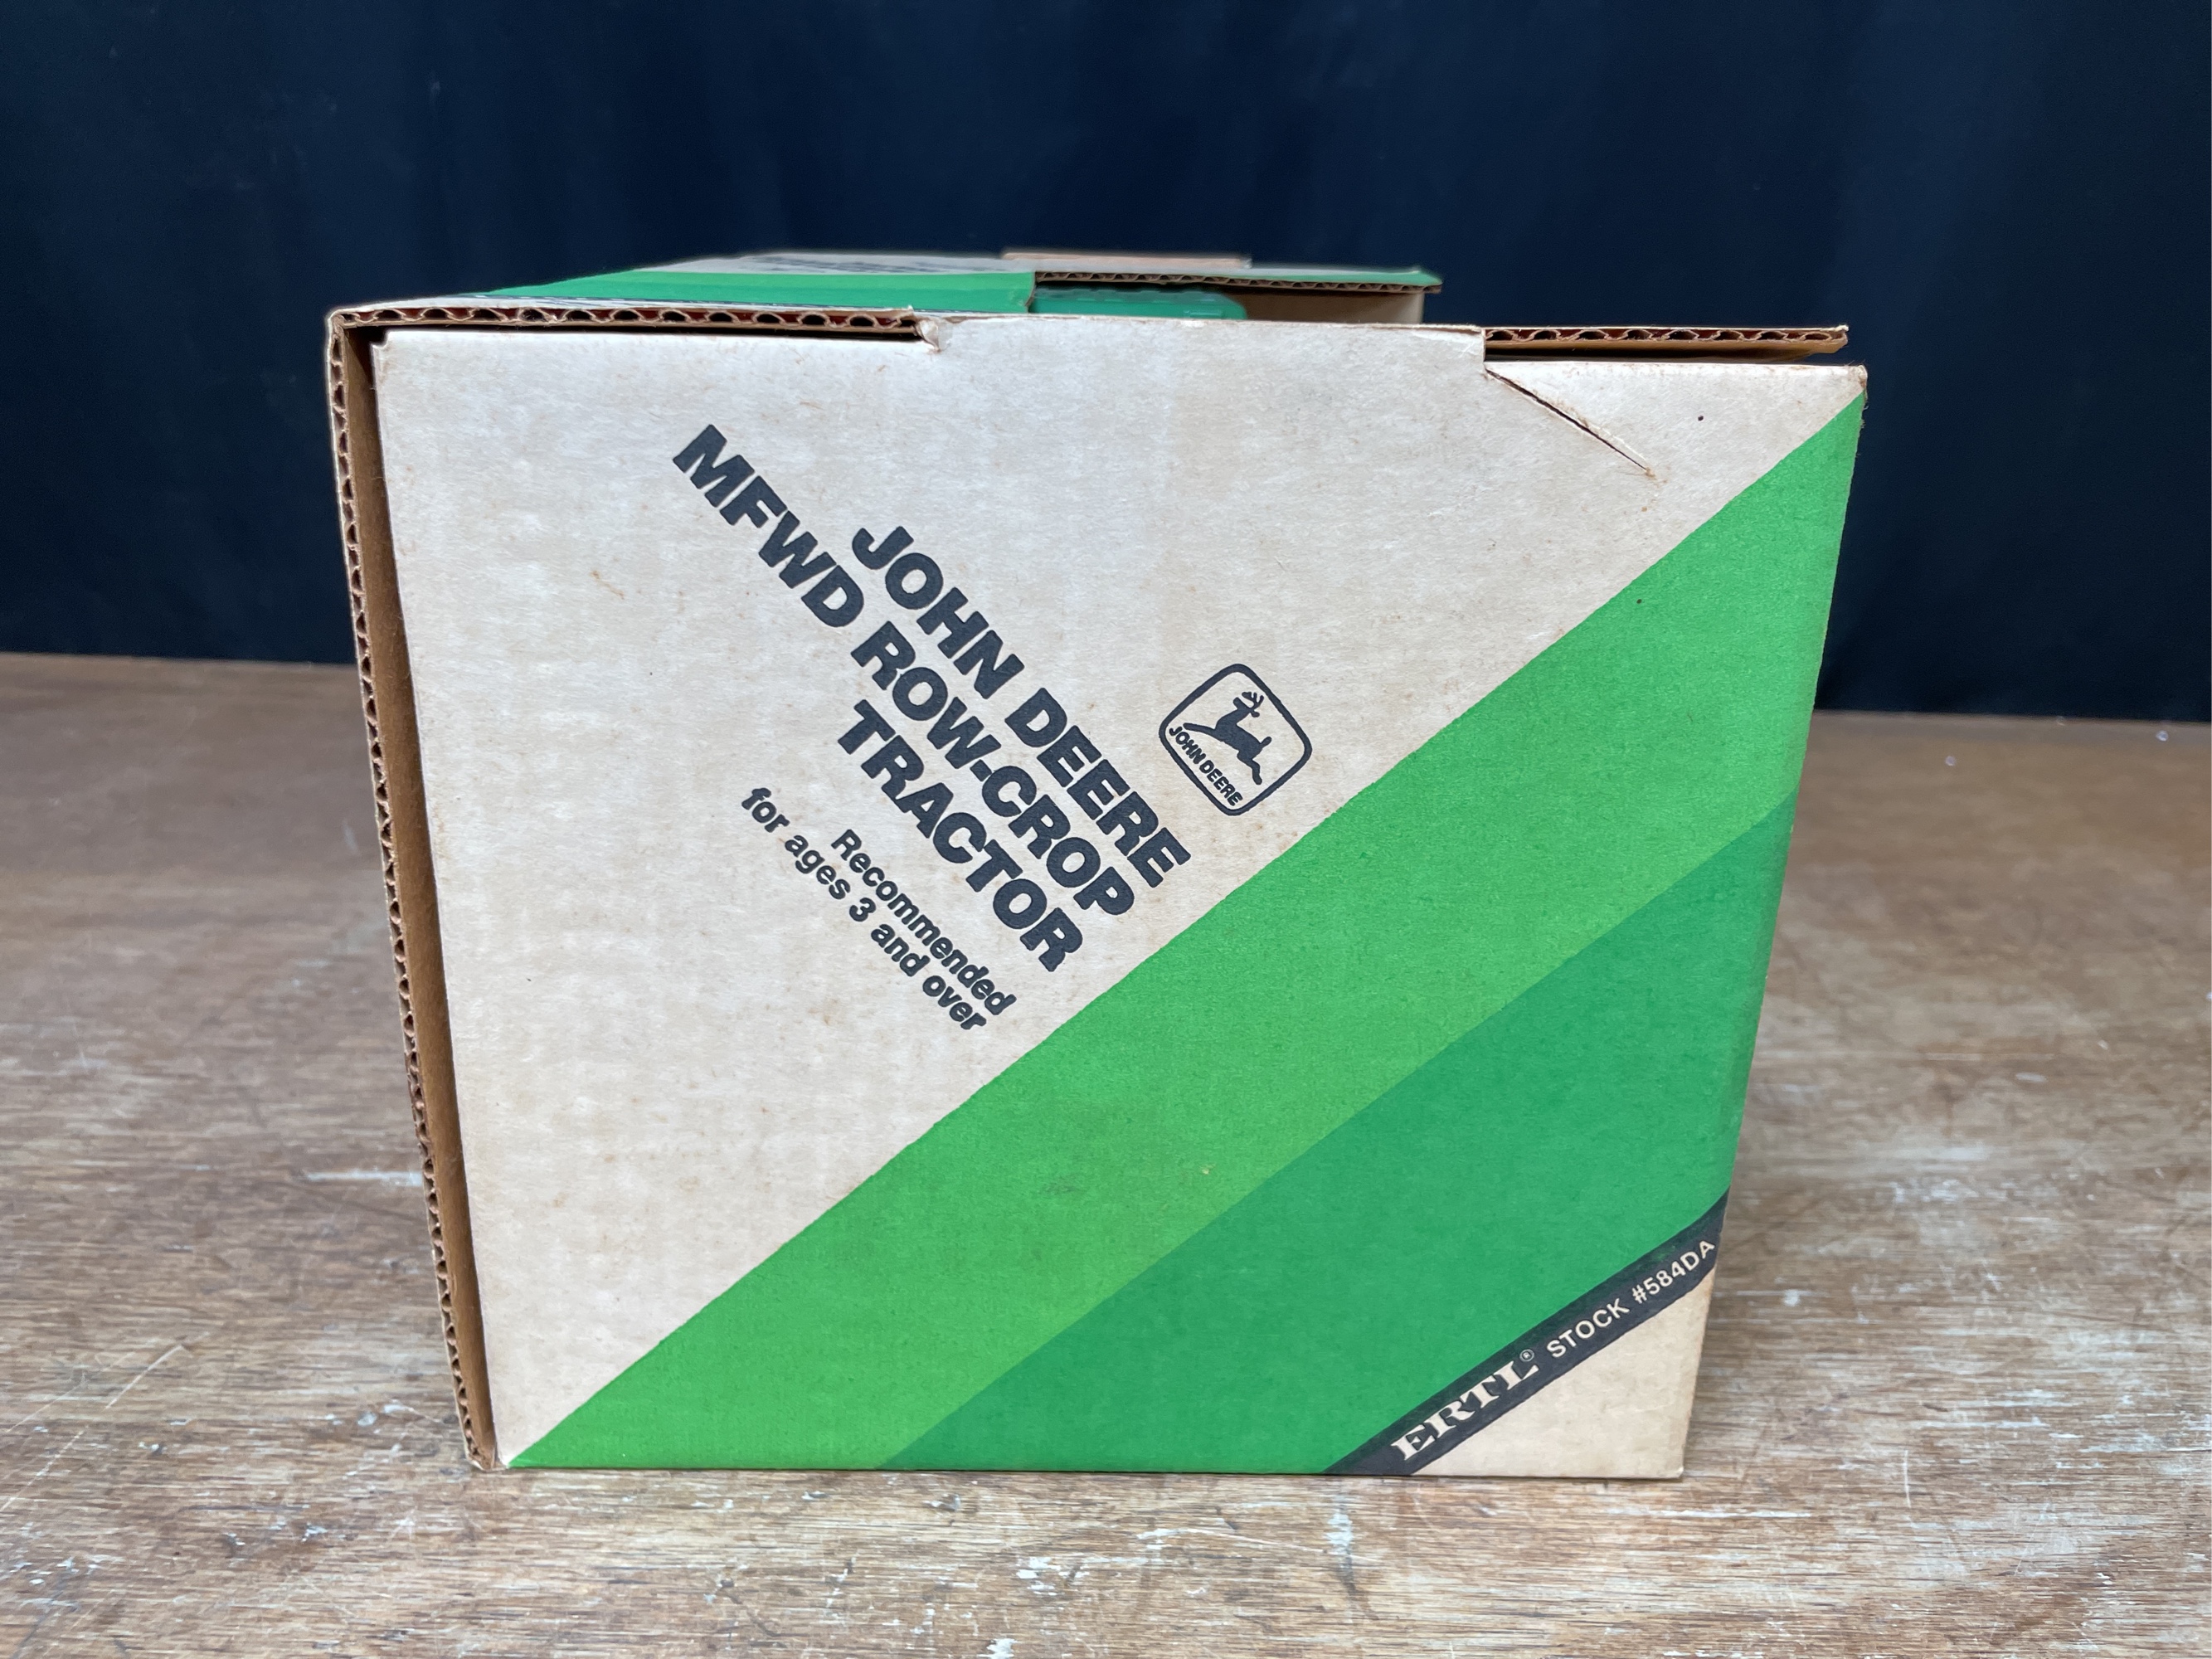 JOHN DEERE
MFWD ROW-CROP
TRACTOR
Recommended
for ages 3 and over
JOHN DEERE
ERTL® STOCK #584DA